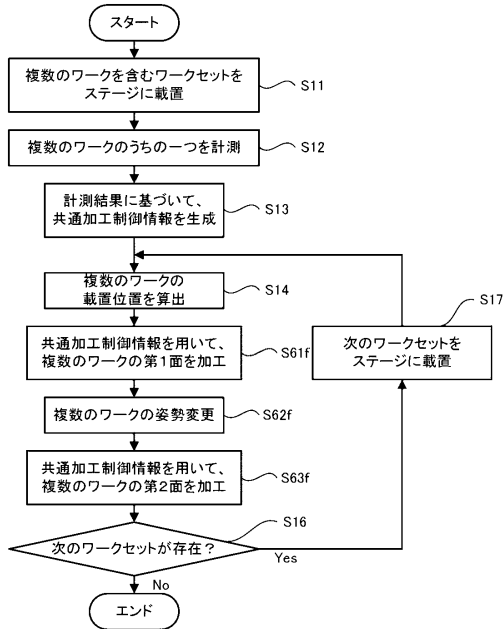 スタート
複数のワークを含むワークセットを
ステージに載置
S11
複数のワークのうちの一つを計測
S12
計測結果に基づいて、
共通加工制御情報を生成
S13
複数のワークの
載置位置を算出
S14
S17
次のワークセットを
ステージに載置
共通加工制御情報を用いて、
複数のワークの第1面を加工
S61f
複数のワークの姿勢変更
S62f
共通加工制御情報を用いて、
複数のワークの第2面を加工
S63f
次のワークセットが存在?
S16
Yes
No
エンド